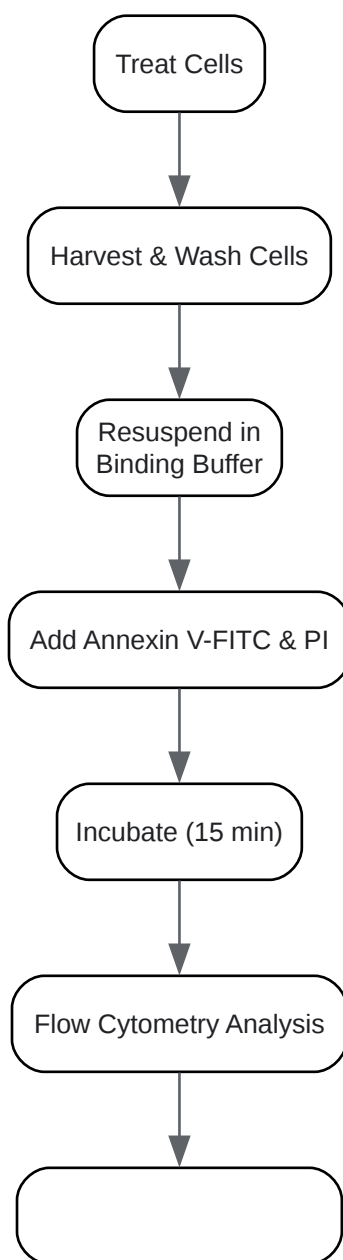 Treat Cells
Harvest & Wash Cells
Resuspend in
Binding Buffer
Add Annexin V-FITC & PI
Incubate (15 min)
Flow Cytometry Analysis